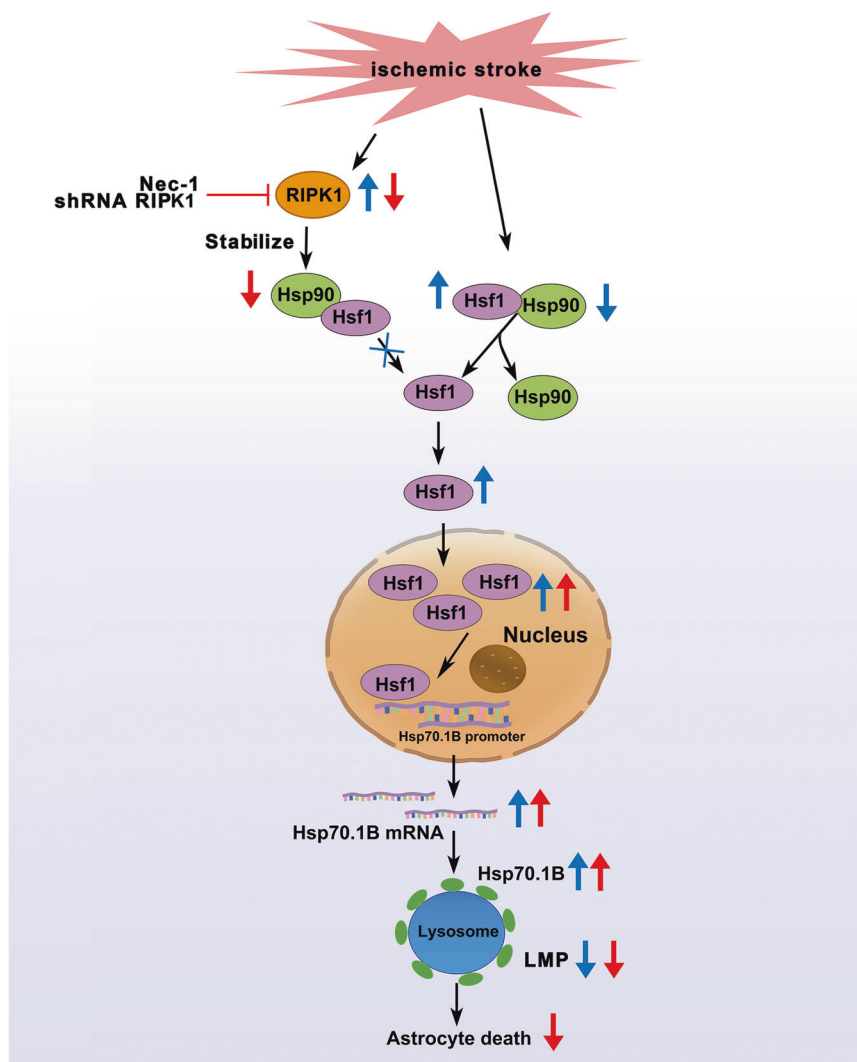 ischemic stroke
Nec-1
shRNA RIPK1
RIPK1
Stabilize
Hsp90
Hsf1
Hsf1
Hsp90
Hsf1
Hsp90
Hsf1
Hsf1
Hsf1
Hsf1
Nucleus
Hsf1
Hsp70.1B promoter
Hsp70.1B mRNA
Hsp70.1B
Lysosome
LMP
Astrocyte death